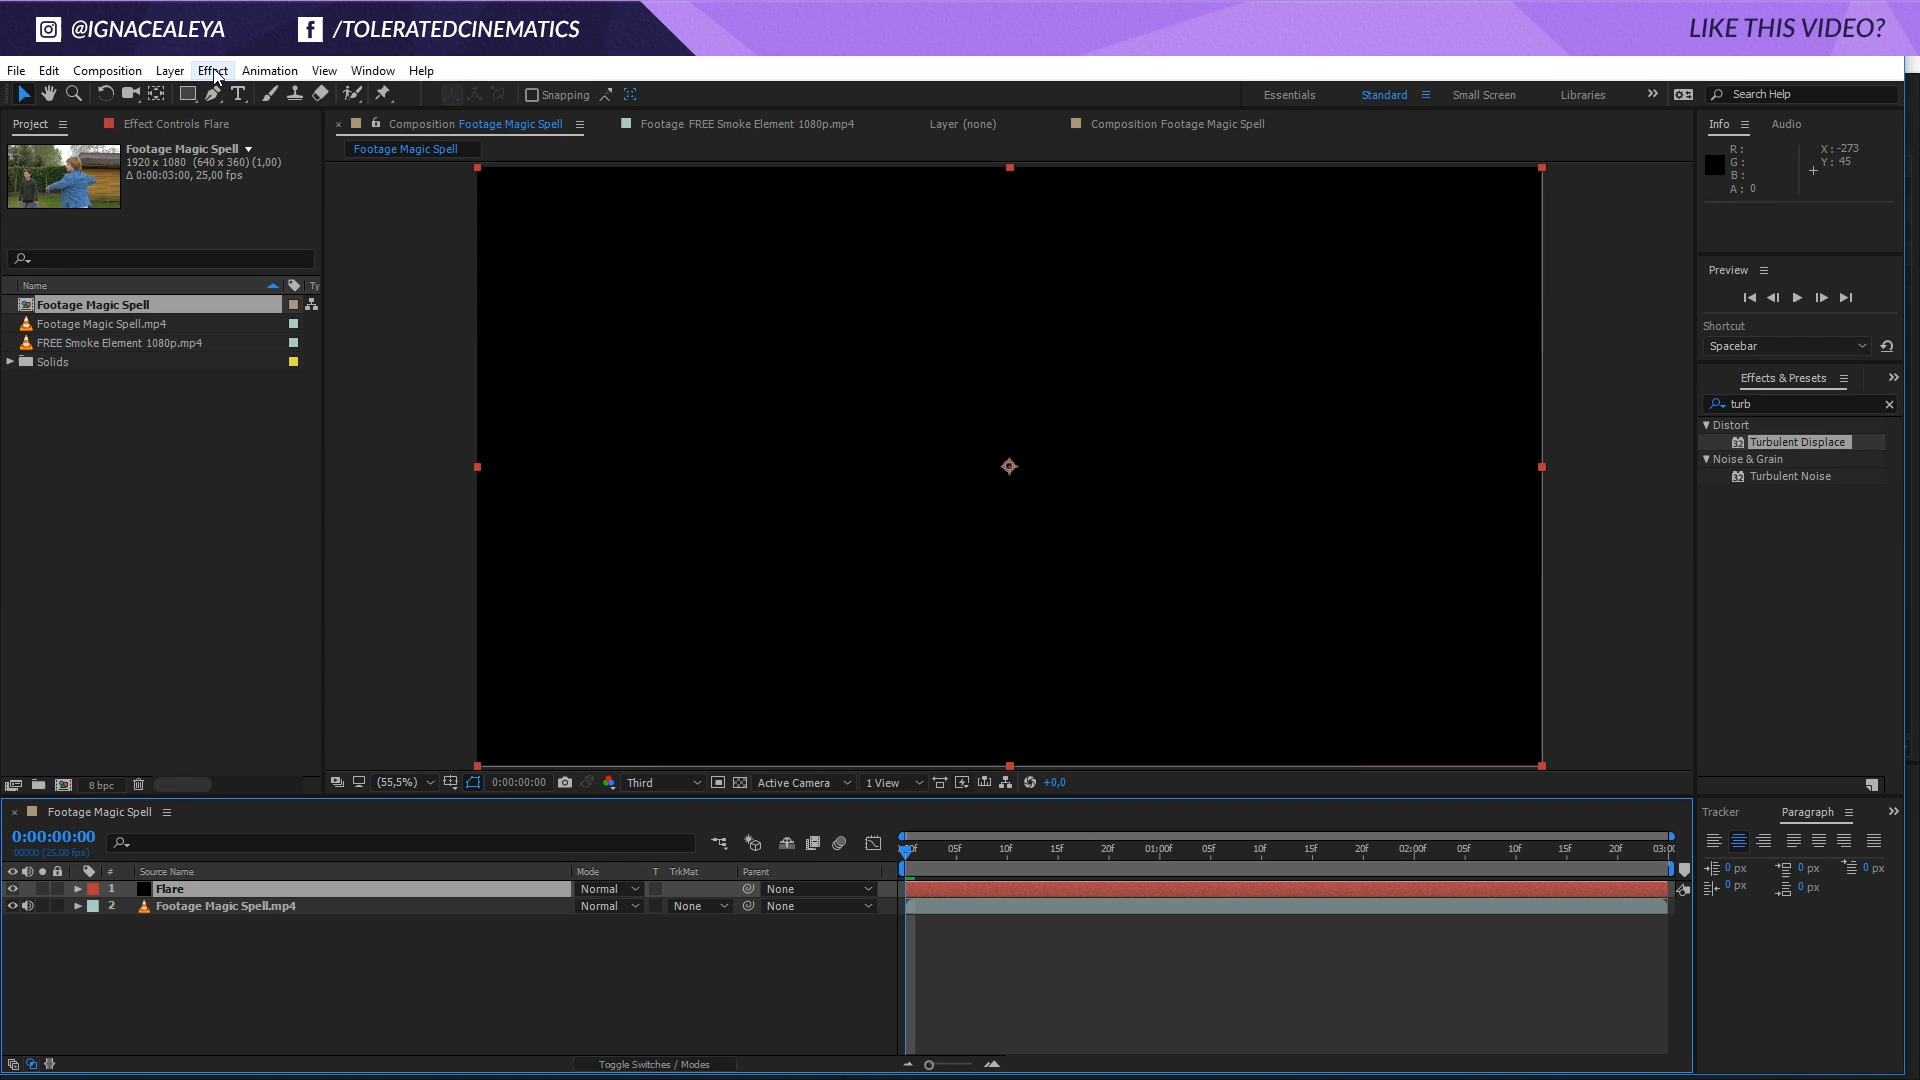 @IGNACEALEYA /TOLERATEDCINEMATICS LIKE THIS VIDEO?
File Edit Composition Layer Effect Animation View Window Help
Snapping Essentials Standard Small Screen Libraries Search Help
Project Effect Controls Flare Composition Footage Magic Spell Footage FREE Smoke Element 1080p.mp4 Layer (none) Composition Footage Magic Spell Info Audio
Footage Magic Spell
1920 x 1080 (640 x 360) (1,00)
Δ 0:00:03:00, 25,00 fps
Footage Magic Spell
R:
G:
B:
A: 0
X: -273
Y: 45
Preview
Shortcut
Spacebar
Effects & Presets
turb
Distort
Turbulent Displace
Noise & Grain
Turbulent Noise
Name Ty
Footage Magic Spell
Footage Magic Spell.mp4
FREE Smoke Element 1080p.mp4
Solids
8 bpc (55,5%) 0:00:00:00 Third Active Camera 1 View +0,0
Footage Magic Spell
0:00:00:00
00000 (25.00 fps)
# Source Name Mode T TrkMat Parent
1 Flare Normal None
2 Footage Magic Spell.mp4 Normal None None
05f 10f 15f 20f 01:00f 05f 10f 15f 20f 02:00f 05f 10f 15f 20f 03:00
Toggle Switches / Modes
Tracker Paragraph
0 px 0 px 0 px
0 px 0 px